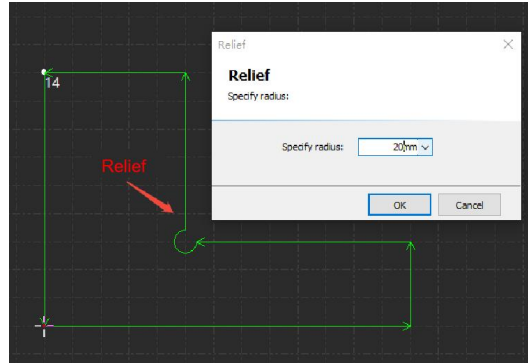 Relief
Relief
Specify radius:
14
Specify radius: 20mm
Relief
OK Cancel